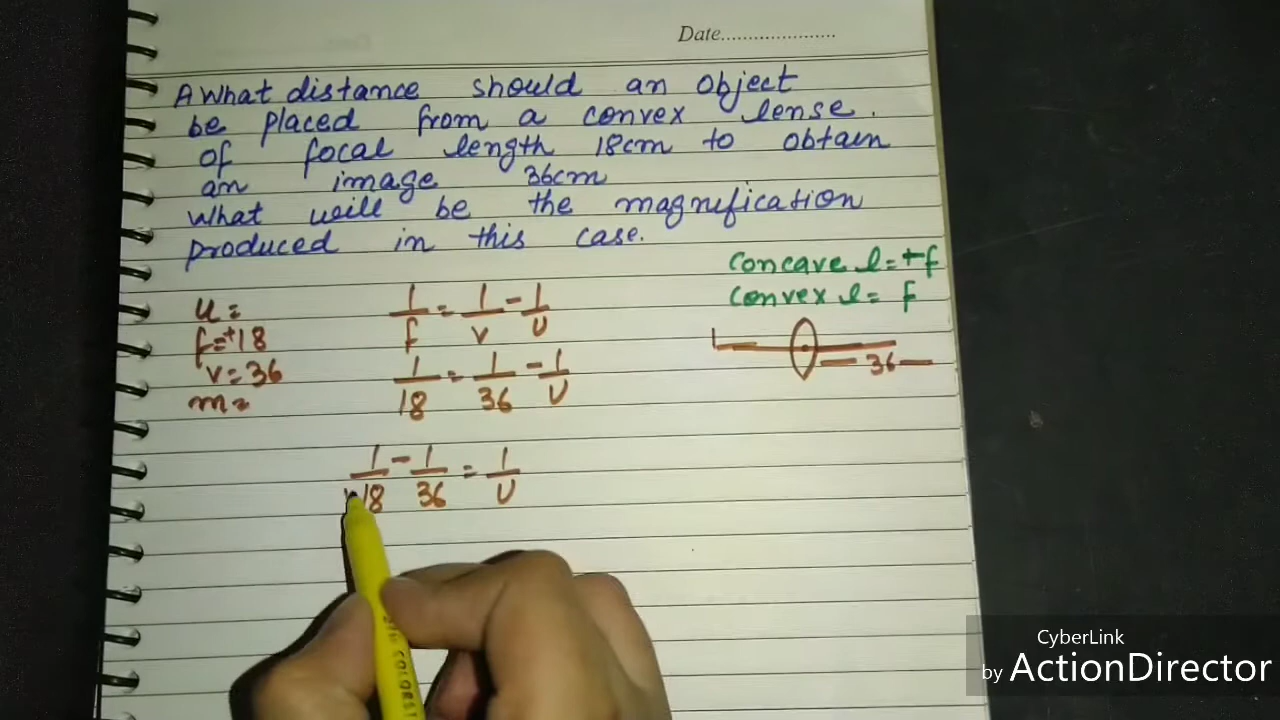 Date.....................
A What distance should an object
be placed from a convex lense.
of focal length 18cm to obtain
an image 36cm
What will be the magnification
produced in this case.
concave l = +f
convex l = f
u =
f = +18
v = 36
m =
1/f = 1/v - 1/u
1/18 = 1/36 - 1/u
1/18 - 1/36 = 1/u
36
CyberLink
by ActionDirector